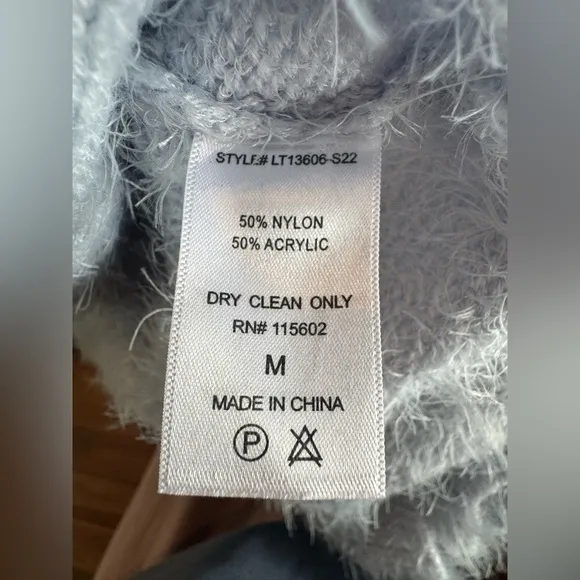 STYLE# LT13606-S22
50% NYLON
50% ACRYLIC
DRY CLEAN ONLY
RN# 115602
M
MADE IN CHINA
P